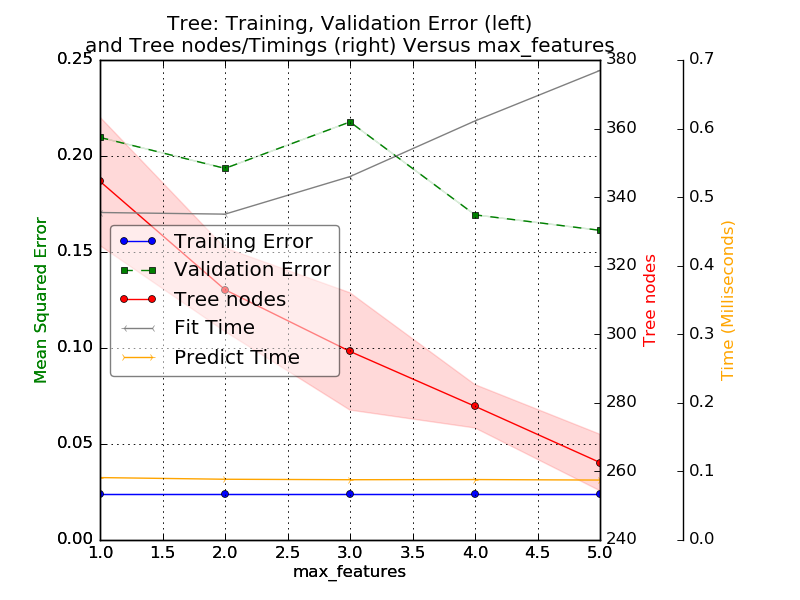 Tree: Training, Validation Error (left)
and Tree nodes/Timings (right) Versus max_features
0.25
0.20
0.15
0.10
0.05
0.00
Mean Squared Error
Training Error
Validation Error
Tree nodes
Fit Time
Predict Time
380
360
340
320
300
280
260
240
Tree nodes
0.7
0.6
0.5
0.4
0.3
0.2
0.1
0.0
Time (Milliseconds)
1.0 1.5 2.0 2.5 3.0 3.5 4.0 4.5 5.0
max_features